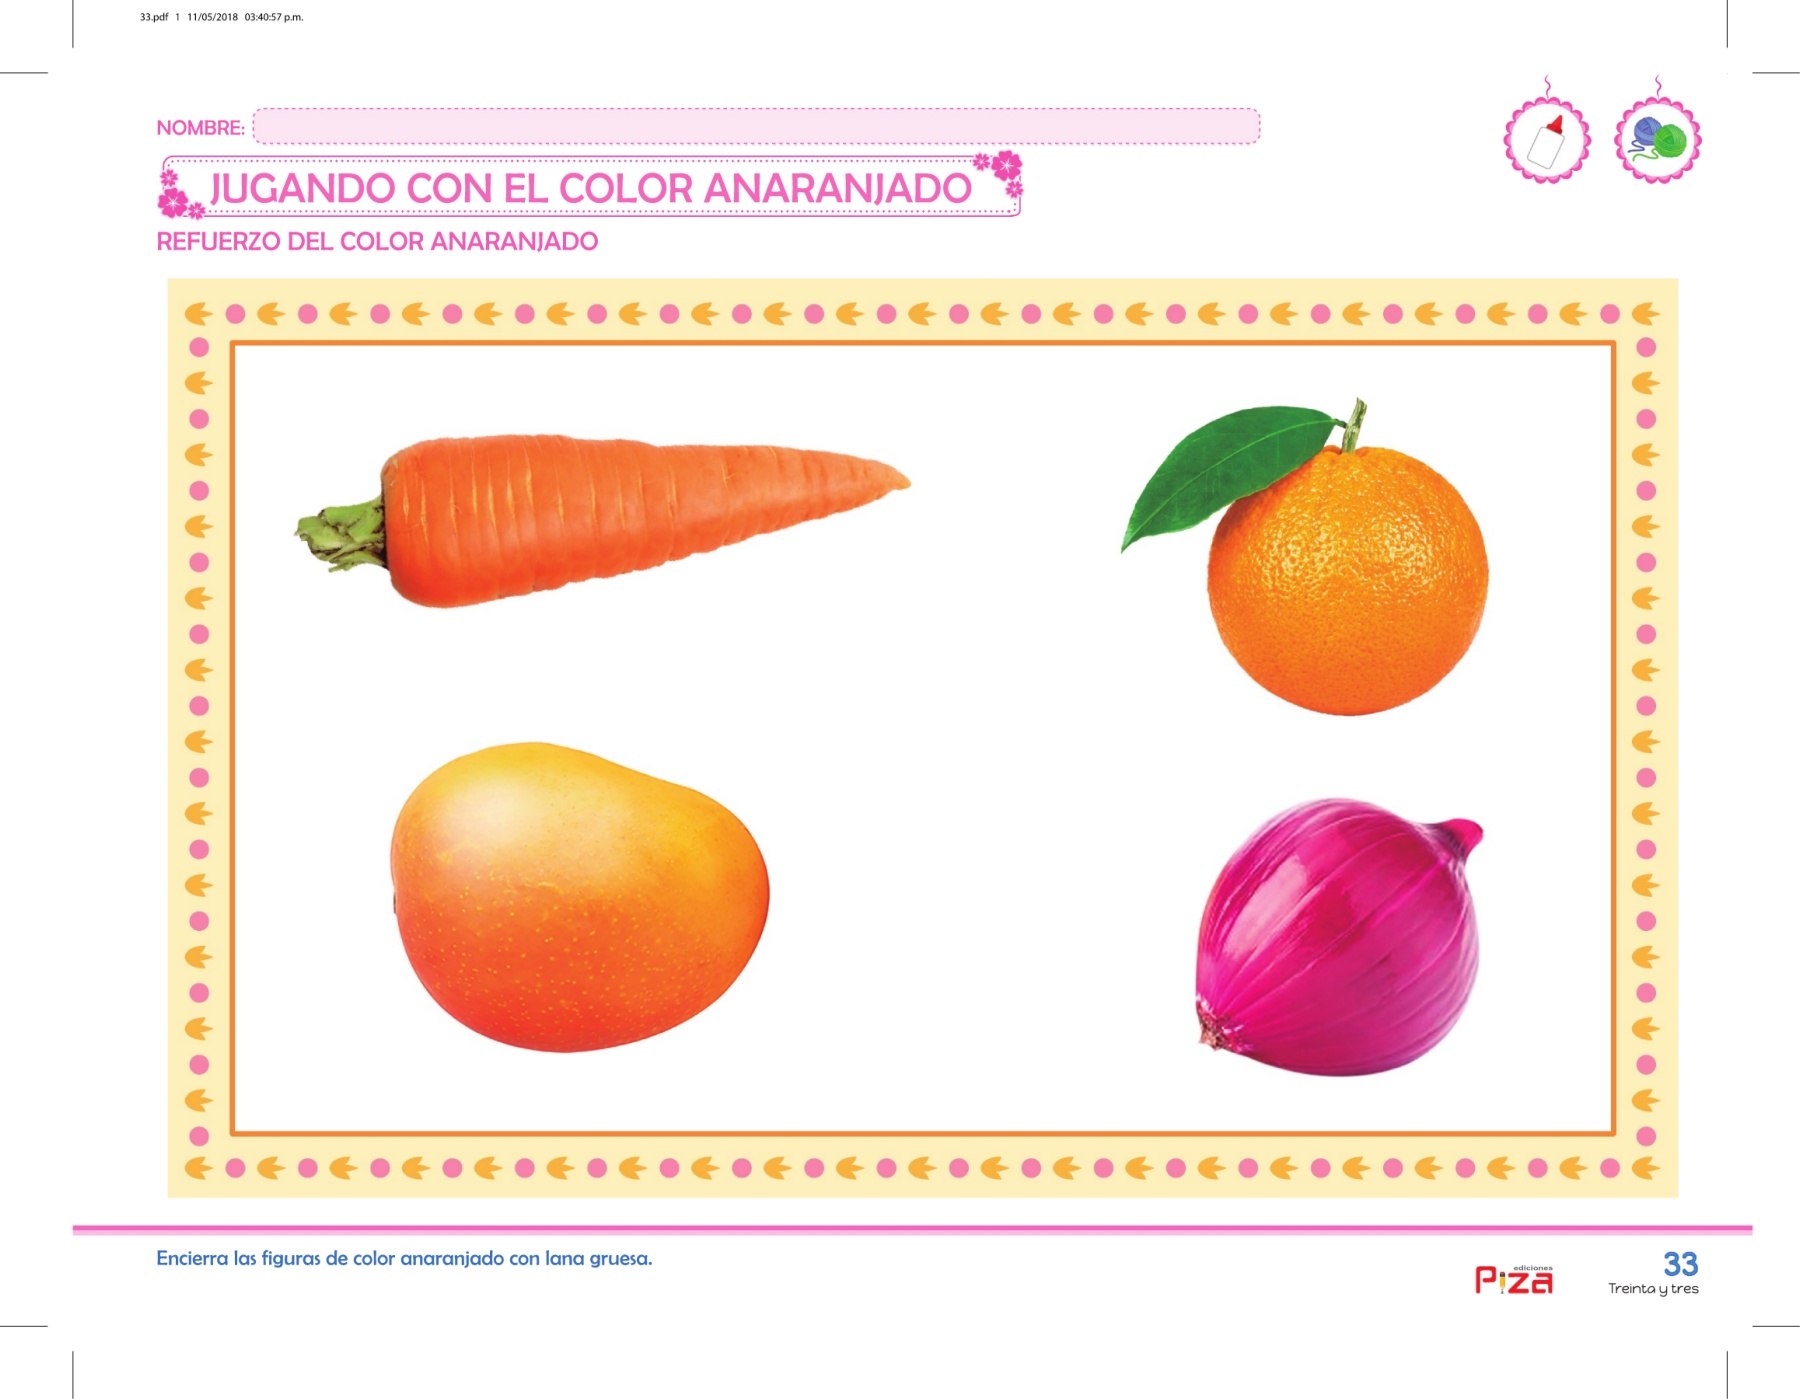 33.pdf 1 11/05/2018 03:40:57 p.m.
NOMBRE:
JUGANDO CON EL COLOR ANARANJADO
REFUERZO DEL COLOR ANARANJADO
Encierra las figuras de color anaranjado con lana gruesa.
ediciones
Piza
33
Treinta y tres